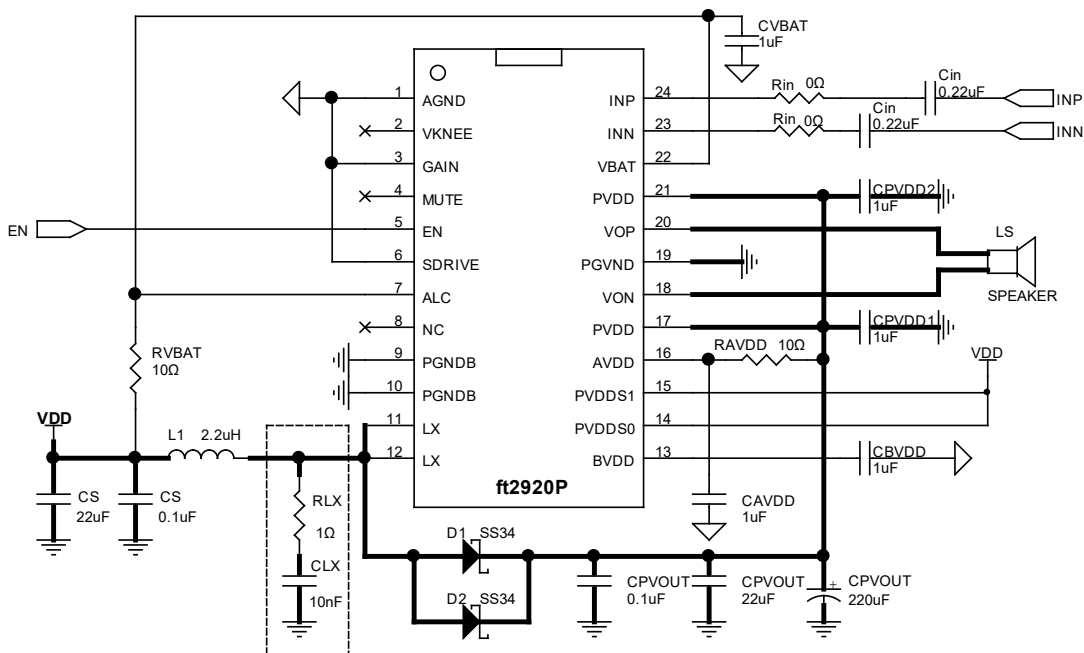 CVBAT
1uF
1
AGND
2
VKNEE
3
GAIN
4
MUTE
EN
5
EN
6
SDRIVE
7
ALC
8
NC
9
PGNDB
10
PGNDB
11
LX
12
LX
INP
24
INN
23
VBAT
22
PVDD
21
VOP
20
PGVND
19
VON
18
PVDD
17
AVDD
16
PVDDS1
15
PVDDS0
14
BVDD
13
ft2920P
Rin 0Ω
Cin
0.22uF
INP
Rin 0Ω
Cin
0.22uF
INN
CPVDD2
1uF
LS
SPEAKER
CPVDD1
1uF
RAVDD 10Ω
VDD
CBVDD
1uF
CAVDD
1uF
RVBAT
10Ω
VDD
L1 2.2uH
CS
22uF
CS
0.1uF
RLX
1Ω
CLX
10nF
D1 SS34
D2 SS34
CPVOUT
0.1uF
CPVOUT
22uF
CPVOUT
220uF
+